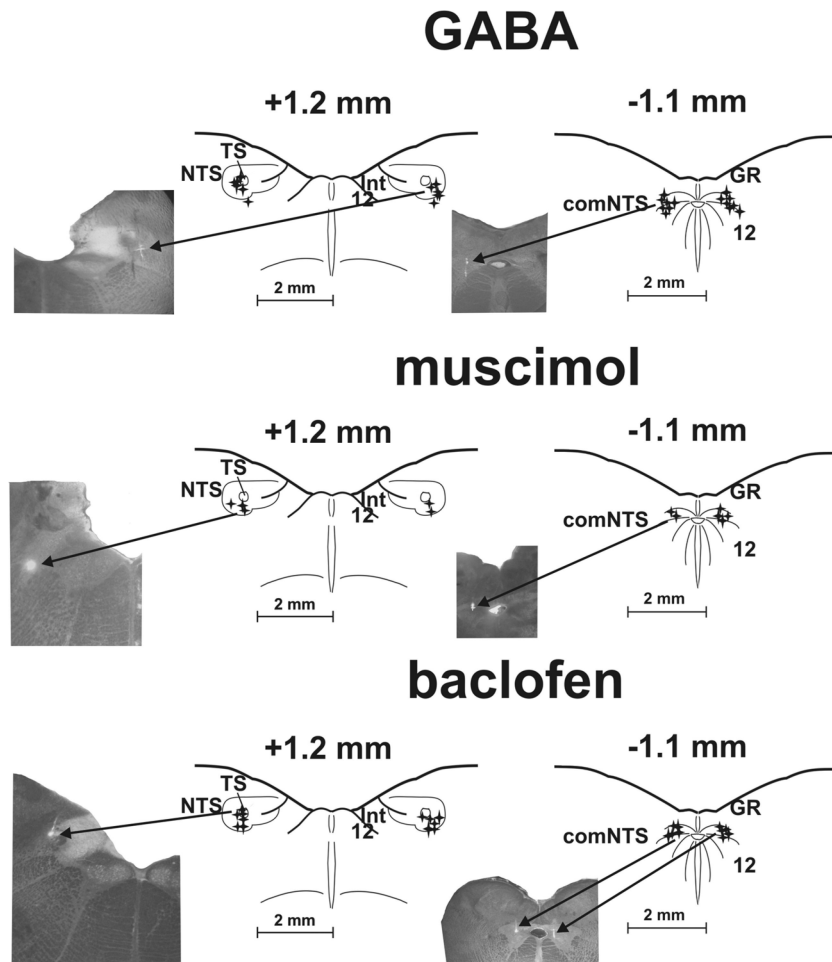 GABA
+1.2 mm
-1.1 mm
TS
NTS
Int
12
GR
comNTS
12
2 mm
2 mm
muscimol
+1.2 mm
-1.1 mm
TS
NTS
Int
12
GR
comNTS
12
2 mm
2 mm
baclofen
+1.2 mm
-1.1 mm
TS
NTS
Int
12
GR
comNTS
12
2 mm
2 mm